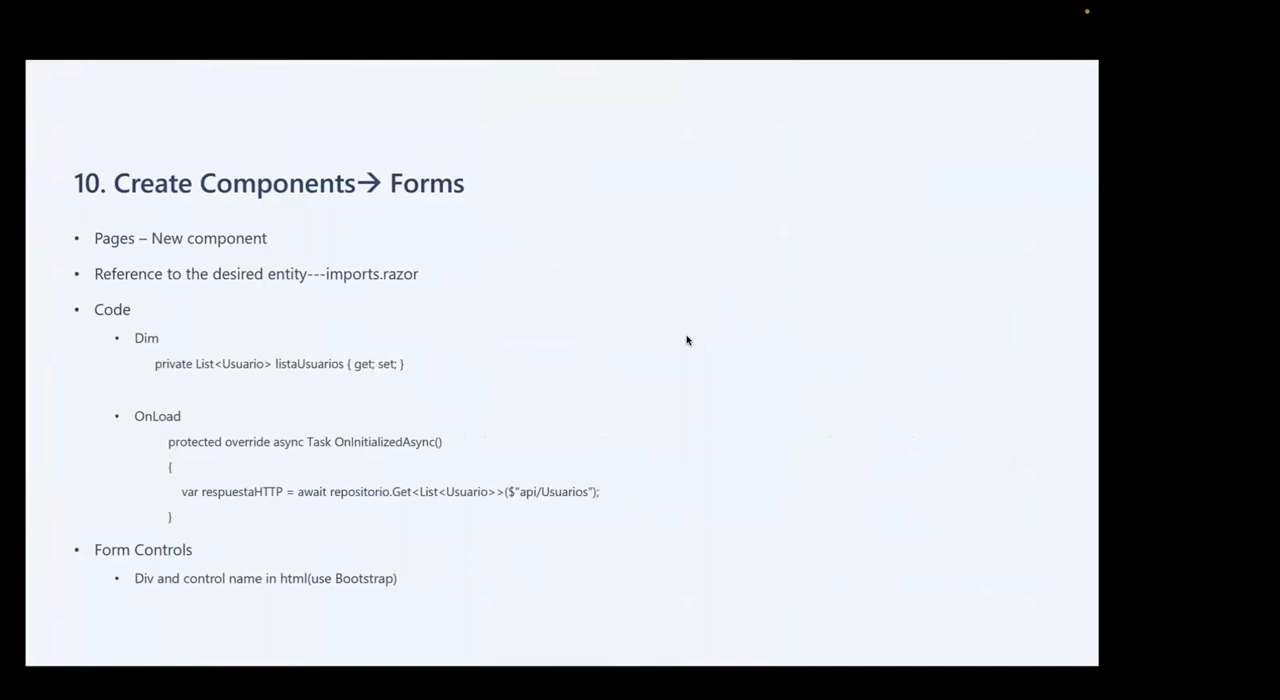 10. Create Components→ Forms
• Pages – New component
• Reference to the desired entity---imports.razor
• Code
• Dim
private List<Usuario> listaUsuarios { get; set; }
• OnLoad
protected override async Task OnInitializedAsync()
{
var respuestaHTTP = await repositorio.Get<List<Usuario>>($"api/Usuarios");
}
• Form Controls
• Div and control name in html(use Bootstrap)